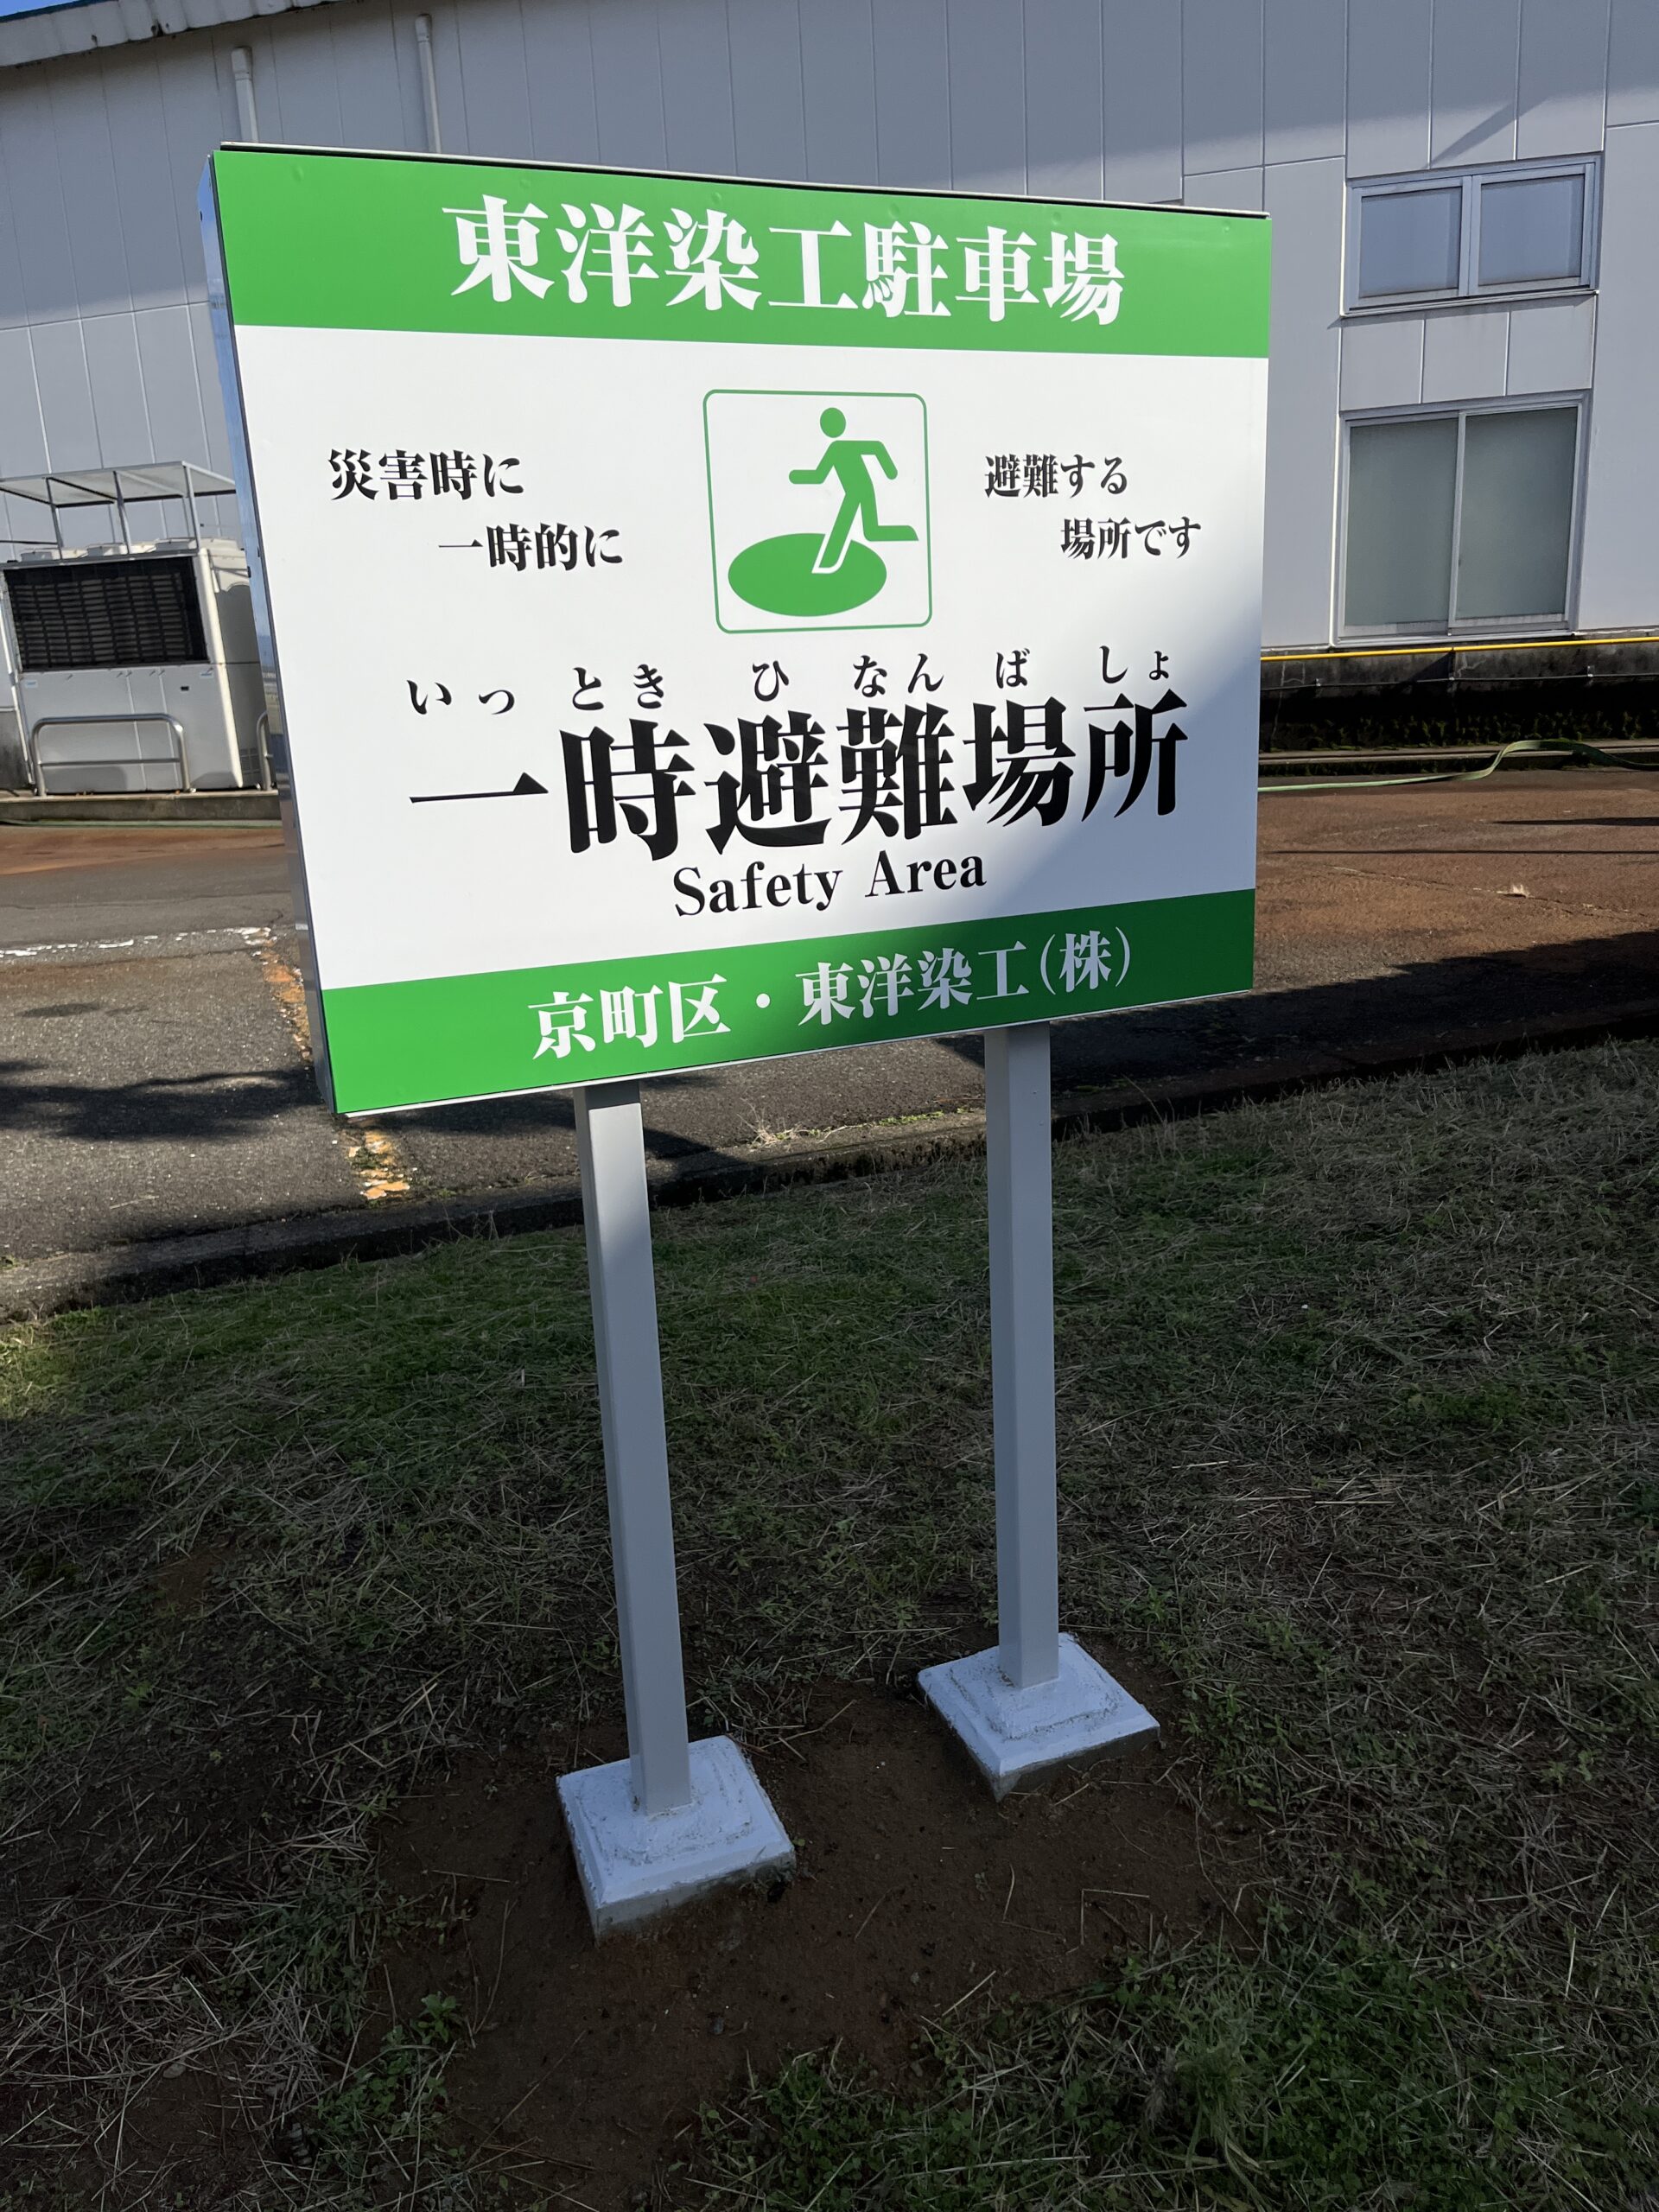 東洋染工駐車場
災害時に
一時的に
避難する
場所です
いっ とき ひ なん ば しょ
一時避難場所
Safety Area
京町区・東洋染工(株)